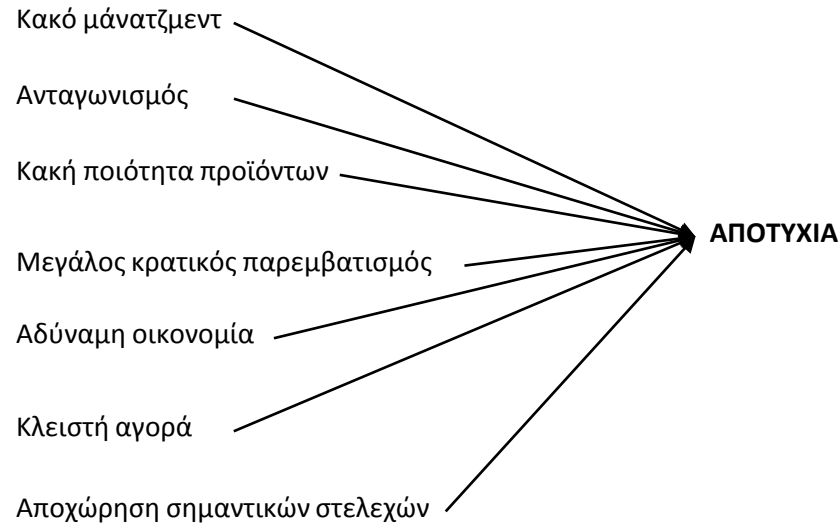 Κακό μάνατζμεντ
Ανταγωνισμός
Κακή ποιότητα προϊόντων
ΑΠΟΤΥΧΙΑ
Μεγάλος κρατικός παρεμβατισμός
Αδύναμη οικονομία
Κλειστή αγορά
Αποχώρηση σημαντικών στελεχών